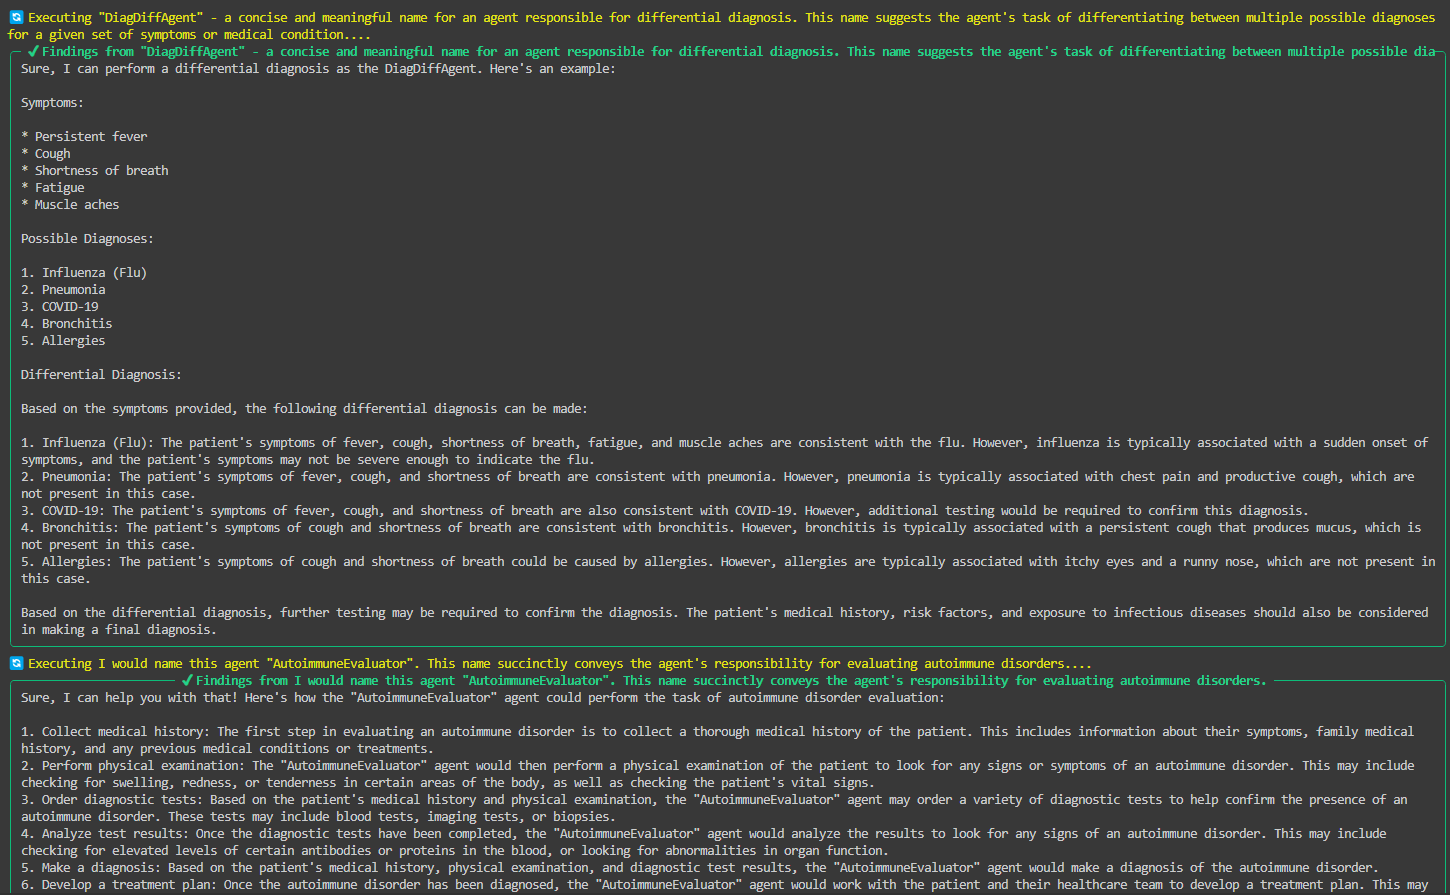 Executing "DiagDiffAgent" - a concise and meaningful name for an agent responsible for differential diagnosis. This name suggests the agent's task of differentiating between multiple possible diagnoses
for a given set of symptoms or medical condition....
✓ Findings from "DiagDiffAgent" - a concise and meaningful name for an agent responsible for differential diagnosis. This name suggests the agent's task of differentiating between multiple possible dia
Sure, I can perform a differential diagnosis as the DiagDiffAgent. Here's an example:
Symptoms:
* Persistent fever
* Cough
* Shortness of breath
* Fatigue
* Muscle aches
Possible Diagnoses:
1. Influenza (Flu)
2. Pneumonia
3. COVID-19
4. Bronchitis
5. Allergies
Differential Diagnosis:
Based on the symptoms provided, the following differential diagnosis can be made:
1. Influenza (Flu): The patient's symptoms of fever, cough, shortness of breath, fatigue, and muscle aches are consistent with the flu. However, influenza is typically associated with a sudden onset of
symptoms, and the patient's symptoms may not be severe enough to indicate the flu.
2. Pneumonia: The patient's symptoms of fever, cough, and shortness of breath are consistent with pneumonia. However, pneumonia is typically associated with chest pain and productive cough, which are
not present in this case.
3. COVID-19: The patient's symptoms of fever, cough, and shortness of breath are also consistent with COVID-19. However, additional testing would be required to confirm this diagnosis.
4. Bronchitis: The patient's symptoms of cough and shortness of breath are consistent with bronchitis. However, bronchitis is typically associated with a persistent cough that produces mucus, which is
not present in this case.
5. Allergies: The patient's symptoms of cough and shortness of breath could be caused by allergies. However, allergies are typically associated with itchy eyes and a runny nose, which are not present in
this case.
Based on the differential diagnosis, further testing may be required to confirm the diagnosis. The patient's medical history, risk factors, and exposure to infectious diseases should also be considered
in making a final diagnosis.
Executing I would name this agent "AutoimmuneEvaluator". This name succinctly conveys the agent's responsibility for evaluating autoimmune disorders....
✓ Findings from I would name this agent "AutoimmuneEvaluator". This name succinctly conveys the agent's responsibility for evaluating autoimmune disorders.
Sure, I can help you with that! Here's how the "AutoimmuneEvaluator" agent could perform the task of autoimmune disorder evaluation:
1. Collect medical history: The first step in evaluating an autoimmune disorder is to collect a thorough medical history of the patient. This includes information about their symptoms, family medical
history, and any previous medical conditions or treatments.
2. Perform physical examination: The "AutoimmuneEvaluator" agent would then perform a physical examination of the patient to look for any signs or symptoms of an autoimmune disorder. This may include
checking for swelling, redness, or tenderness in certain areas of the body, as well as checking the patient's vital signs.
3. Order diagnostic tests: Based on the patient's medical history and physical examination, the "AutoimmuneEvaluator" agent may order a variety of diagnostic tests to help confirm the presence of an
autoimmune disorder. These tests may include blood tests, imaging tests, or biopsies.
4. Analyze test results: Once the diagnostic tests have been completed, the "AutoimmuneEvaluator" agent would analyze the results to look for any signs of an autoimmune disorder. This may include
checking for elevated levels of certain antibodies or proteins in the blood, or looking for abnormalities in organ function.
5. Make a diagnosis: Based on the patient's medical history, physical examination, and diagnostic test results, the "AutoimmuneEvaluator" agent would make a diagnosis of the autoimmune disorder.
6. Develop a treatment plan: Once the autoimmune disorder has been diagnosed, the "AutoimmuneEvaluator" agent would work with the patient and their healthcare team to develop a treatment plan. This may